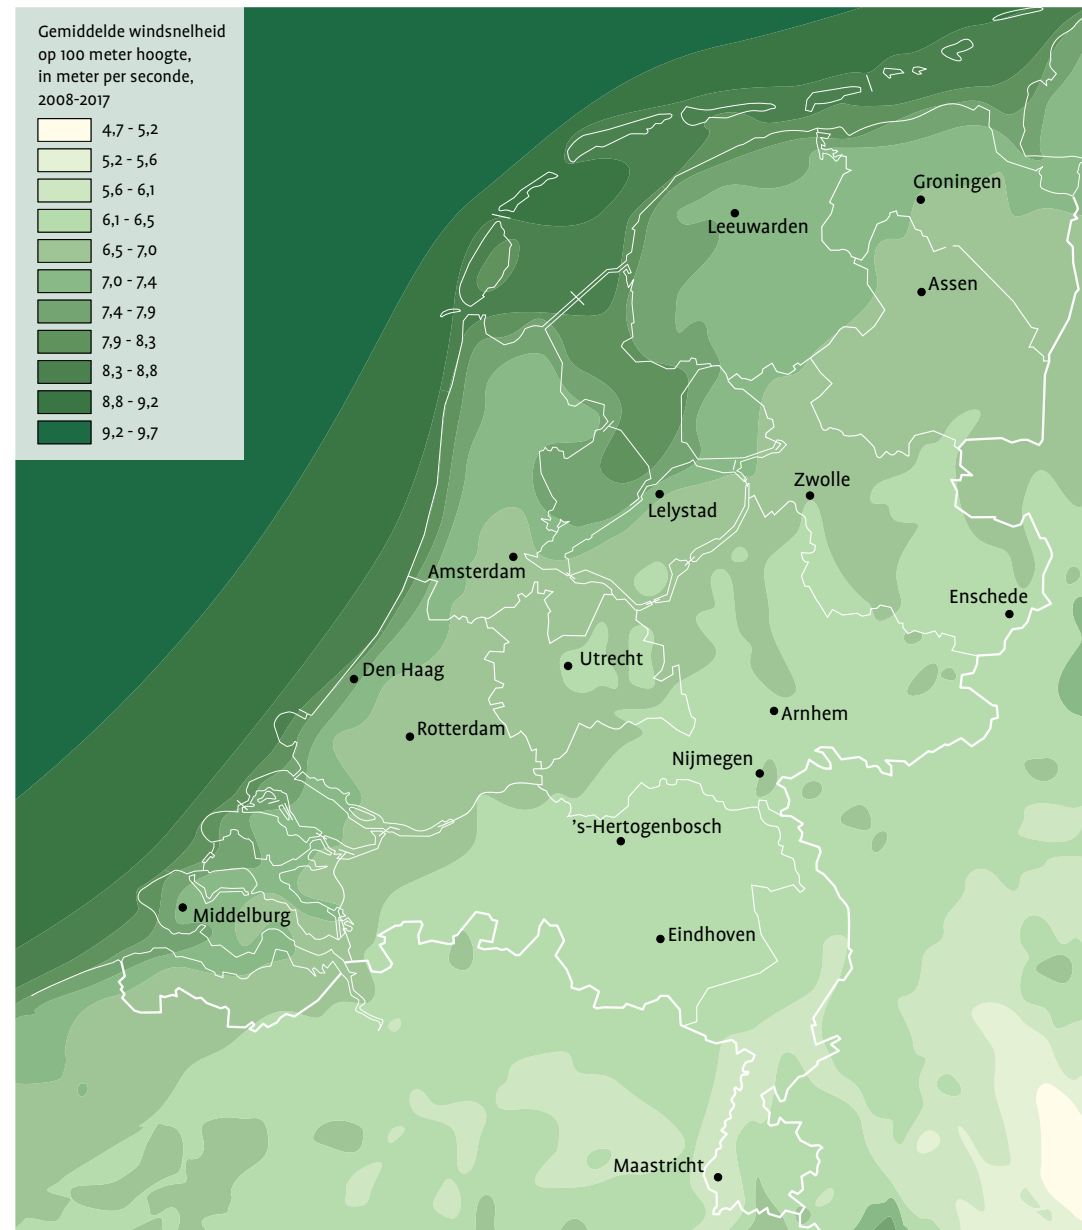 Gemiddelde windsnelheid
op 100 meter hoogte,
in meter per seconde,
2008-2017
4,7 - 5,2
5,2 - 5,6
5,6 - 6,1
6,1 - 6,5
6,5 - 7,0
7,0 - 7,4
7,4 - 7,9
7,9 - 8,3
8,3 - 8,8
8,8 - 9,2
9,2 - 9,7
Groningen
Leeuwarden
Assen
Zwolle
Lelystad
Amsterdam
Enschede
Utrecht
Den Haag
Arnhem
Rotterdam
Nijmegen
's-Hertogenbosch
Middelburg
Eindhoven
Maastricht